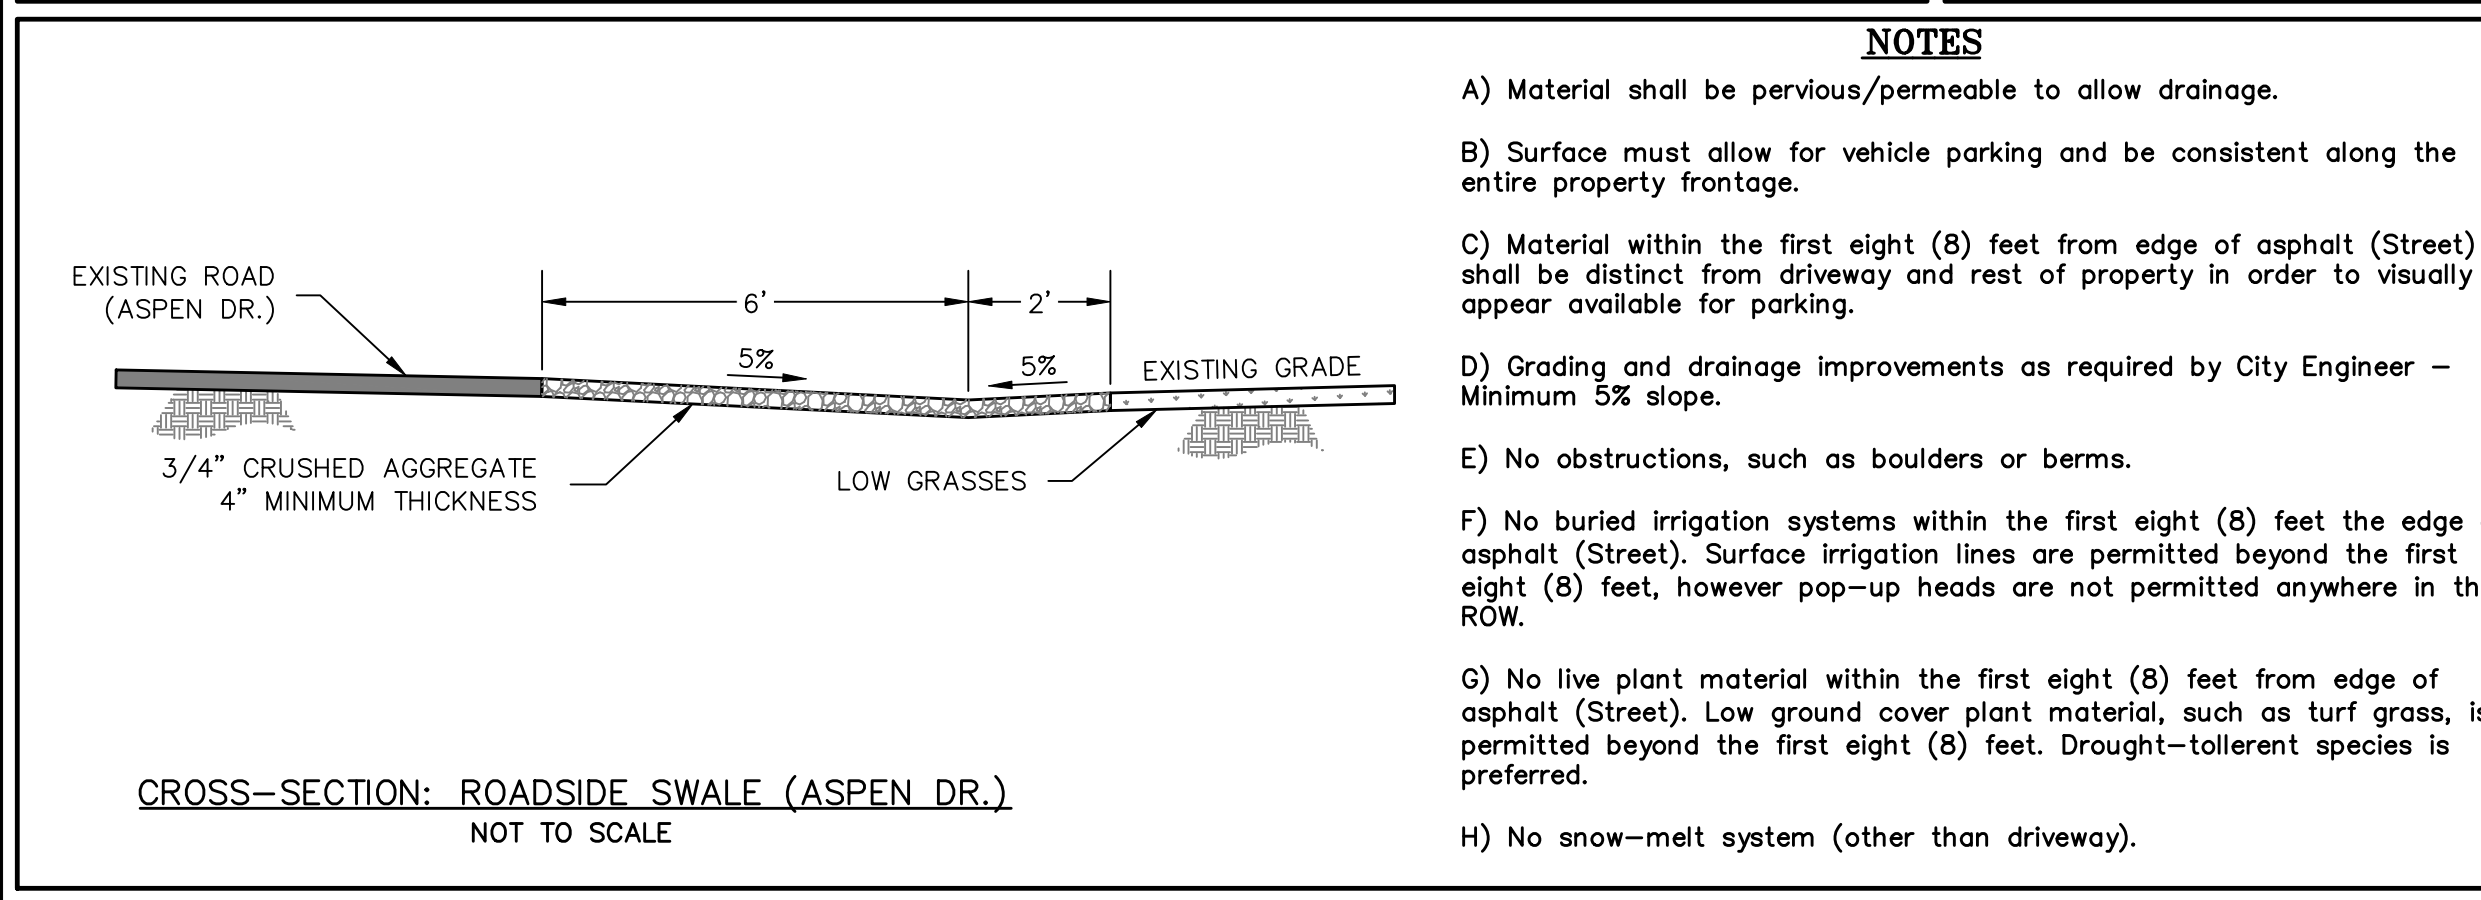 EXISTING ROAD
(ASPEN DR.)
6'
2'
5%
5%
EXISTING GRADE
3/4" CRUSHED AGGREGATE
4" MINIMUM THICKNESS
LOW GRASSES
CROSS-SECTION: ROADSIDE SWALE (ASPEN DR.)
NOT TO SCALE
NOTES
A) Material shall be pervious/permeable to allow drainage.
B) Surface must allow for vehicle parking and be consistent along the
entire property frontage.
C) Material within the first eight (8) feet from edge of asphalt (Street)
shall be distinct from driveway and rest of property in order to visually
appear available for parking.
D) Grading and drainage improvements as required by City Engineer –
Minimum 5% slope.
E) No obstructions, such as boulders or berms.
F) No buried irrigation systems within the first eight (8) feet the edge
asphalt (Street). Surface irrigation lines are permitted beyond the first
eight (8) feet, however pop-up heads are not permitted anywhere in th
ROW.
G) No live plant material within the first eight (8) feet from edge of
asphalt (Street). Low ground cover plant material, such as turf grass, is
permitted beyond the first eight (8) feet. Drought-tollerent species is
preferred.
H) No snow-melt system (other than driveway).